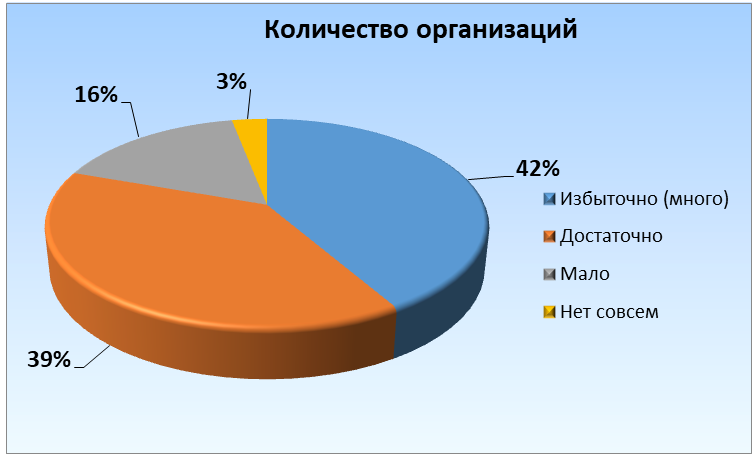 Количество организаций
3%
16%
42%
39%
Избыточно (много)
Достаточно
Мало
Нет совсем